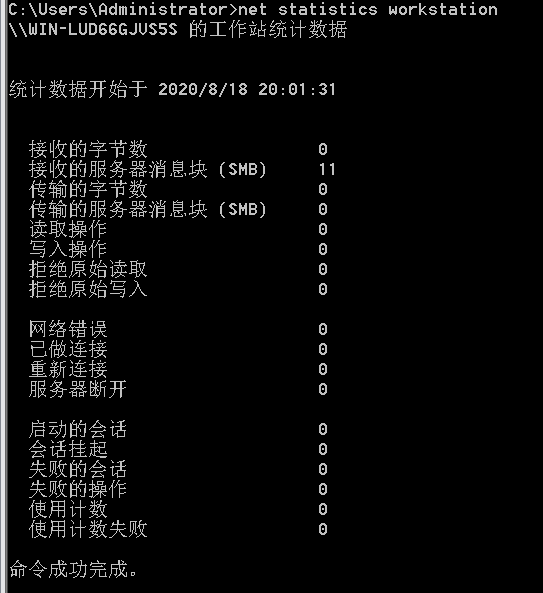 C:\Users\Administrator>net statistics workstation
\\WIN-LUD66GJUS5S 的工作站统计数据
统计数据开始于 2020/8/18 20:01:31
接收的字节数 0
接收的服务器消息块 (SMB) 11
传输的字节数 0
传输的服务器消息块 (SMB) 0
读取操作 0
写入操作 0
拒绝原始读取 0
拒绝原始写入 0
网络错误 0
已做连接 0
重新连接 0
服务器断开 0
启动的会话 0
会话挂起 0
失败的会话 0
失败的操作 0
使用计数 0
使用计数失败 0
命令成功完成。